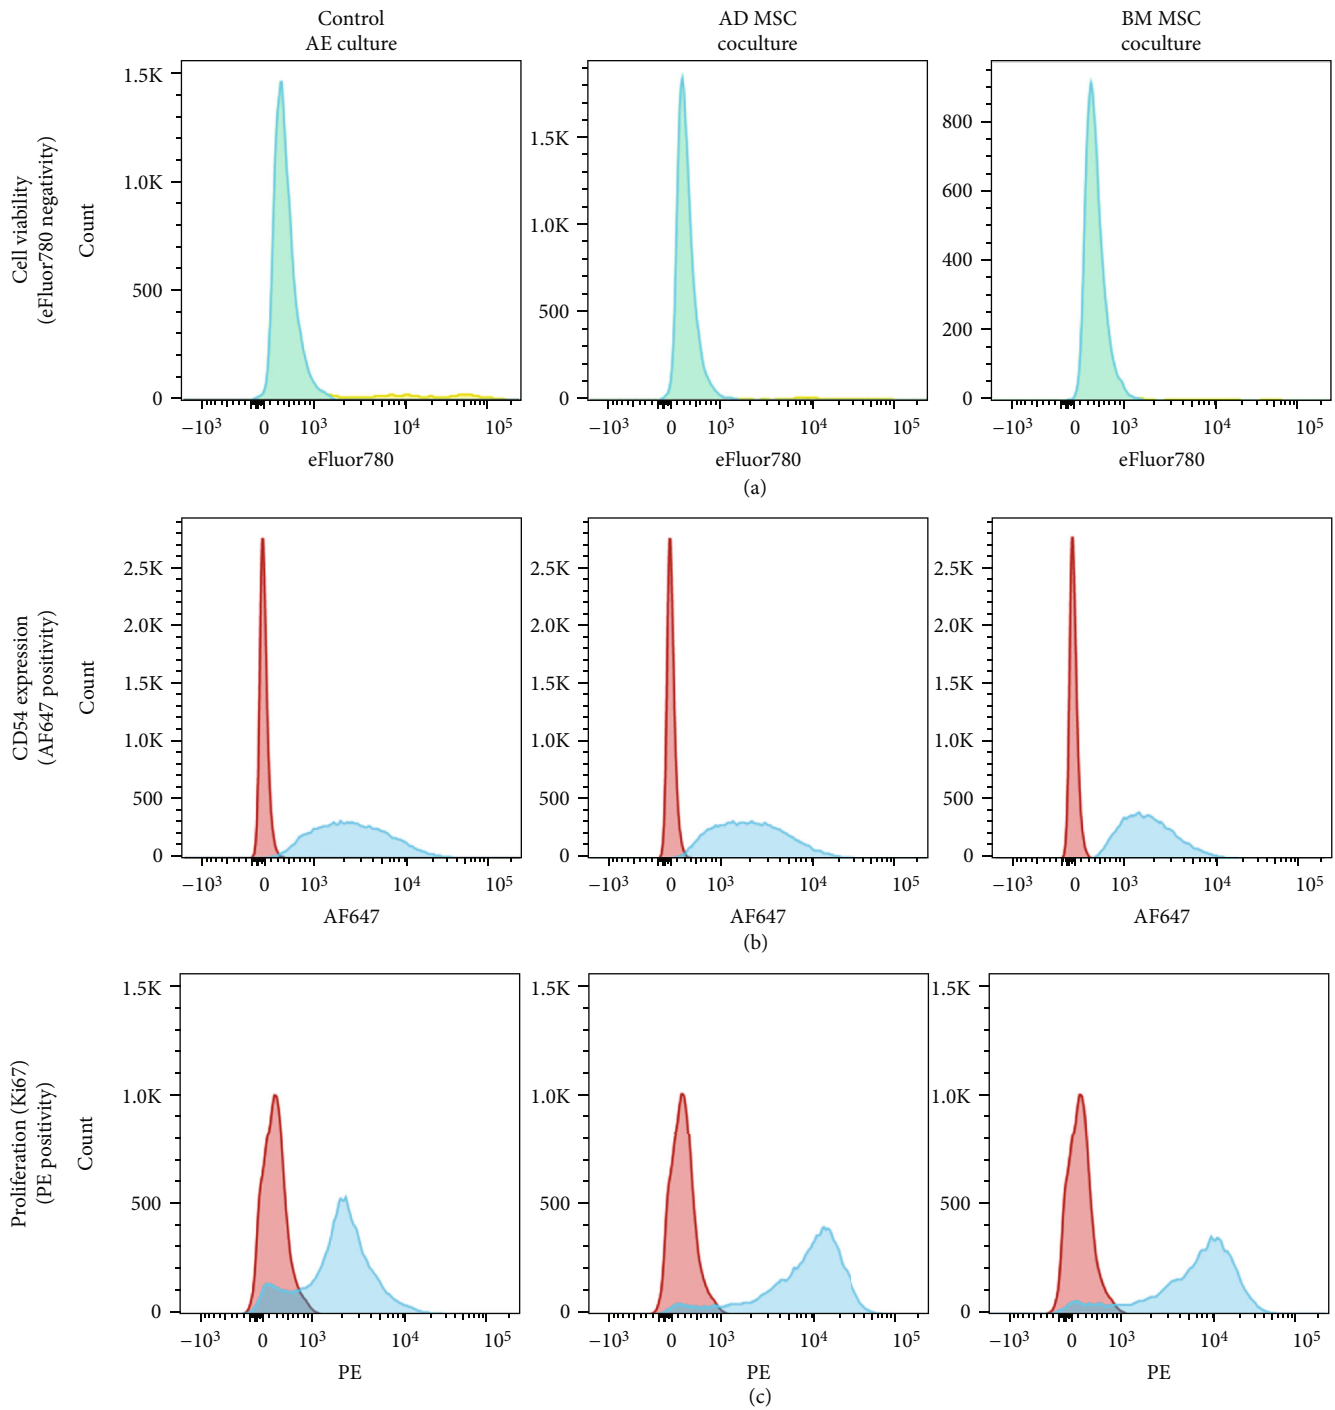 Control
AE culture
AD MSC
coculture
BM MSC
coculture
Cell viability
(eFluor780 negativity)
Count
1.5K
1.0K
500
0
−10³ 0 10³ 10⁴ 10⁵
eFluor780
1.5K
1.0K
500
0
−10³ 0 10³ 10⁴ 10⁵
eFluor780
800
600
400
200
0
−10³ 0 10³ 10⁴ 10⁵
eFluor780
(a)
CD54 expression
(AF647 positivity)
Count
2.5K
2.0K
1.5K
1.0K
500
0
−10³ 0 10³ 10⁴ 10⁵
AF647
2.5K
2.0K
1.5K
1.0K
500
0
−10³ 0 10³ 10⁴ 10⁵
AF647
2.5K
2.0K
1.5K
1.0K
500
0
−10³ 0 10³ 10⁴ 10⁵
AF647
(b)
Proliferation (Ki67)
(PE positivity)
Count
1.5K
1.0K
500
0
−10³ 0 10³ 10⁴ 10⁵
PE
1.5K
1.0K
500
0
−10³ 0 10³ 10⁴ 10⁵
PE
1.5K
1.0K
500
0
−10³ 0 10³ 10⁴ 10⁵
PE
(c)